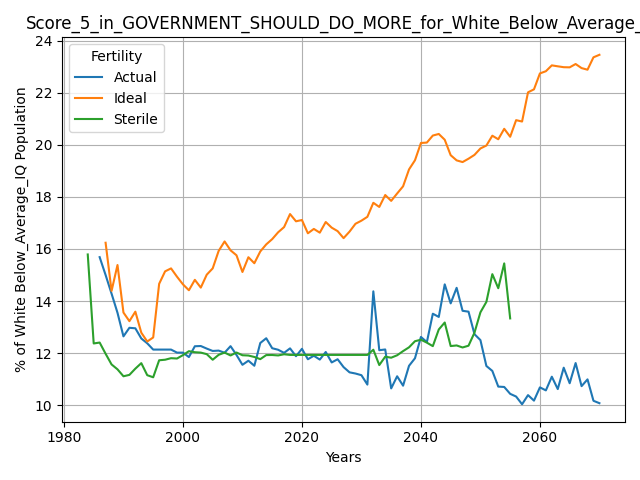 Score_5_in_GOVERNMENT_SHOULD_DO_MORE_for_White_Below_Average_
Fertility
Actual
Ideal
Sterile
% of White Below_Average_IQ Population
24
22
20
18
16
14
12
10
1980
2000
2020
2040
2060
Years